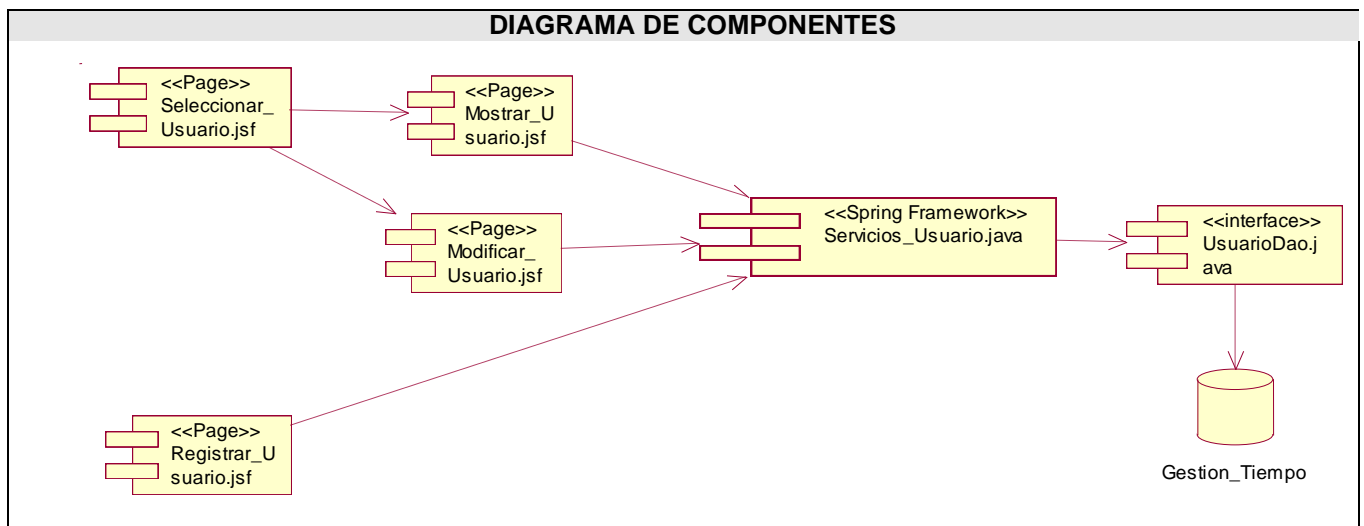 DIAGRAMA DE COMPONENTES
<<Page>>
Seleccionar_
Usuario.jsf
<<Page>>
Mostrar_U
suario.jsf
<<Page>>
Modificar_
Usuario.jsf
<<Spring Framework>>
Servicios_Usuario.java
<<interface>>
UsuarioDao.j
ava
<<Page>>
Registrar_U
suario.jsf
Gestion_Tiempo